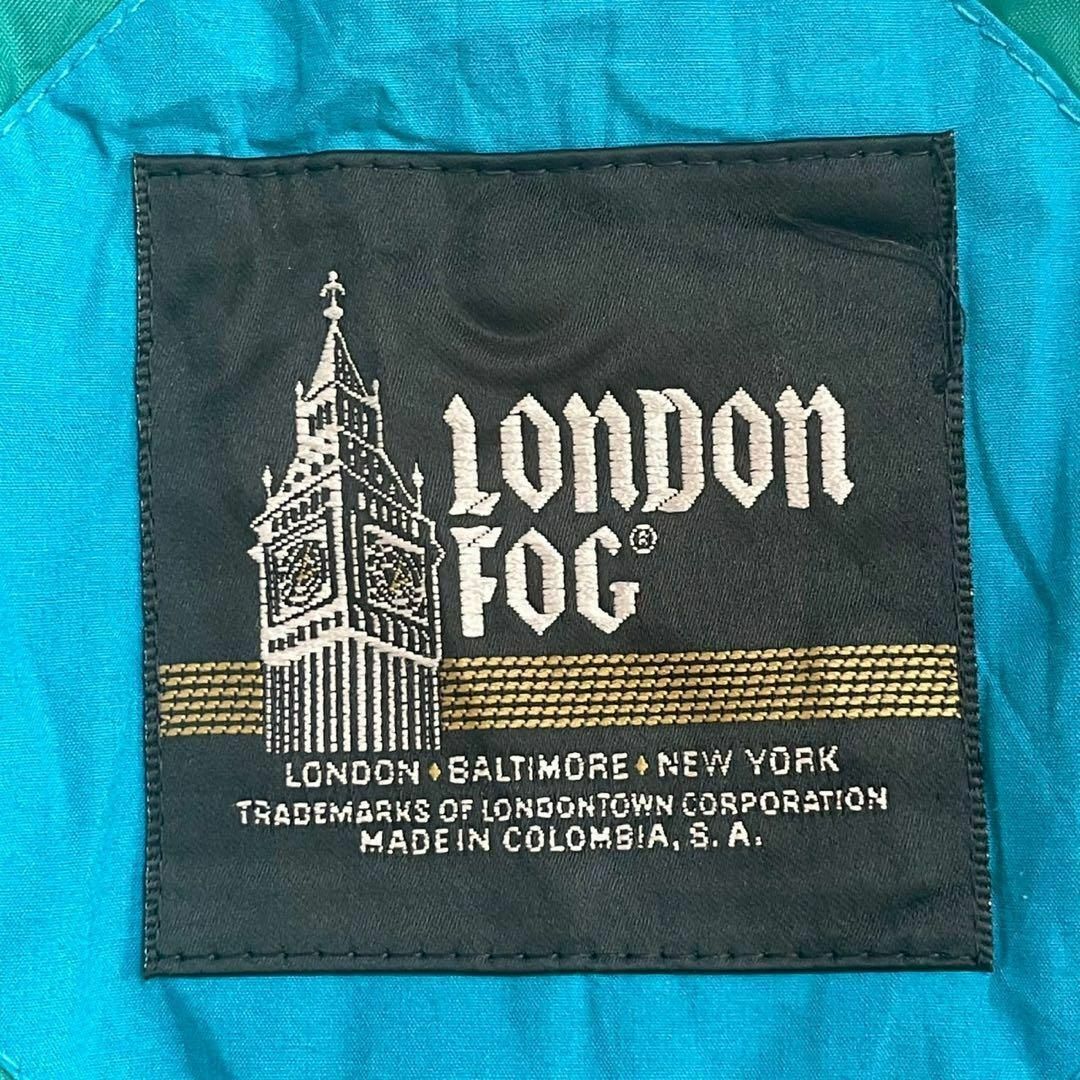 LONDON
FOG®
LONDON • BALTIMORE • NEW YORK
TRADEMARKS OF LONDONTOWN CORPORATION
MADE IN COLOMBIA, S. A.